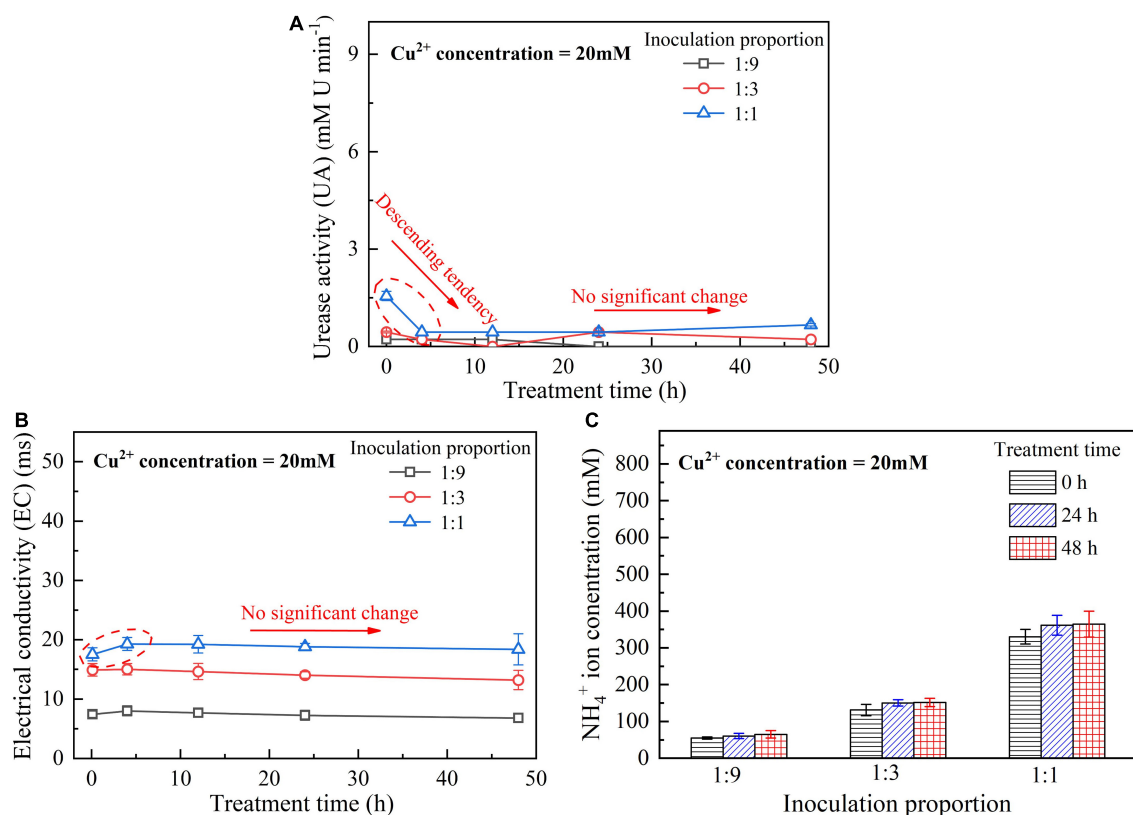 A
Cu²⁺ concentration = 20mM
Inoculation proportion
1:9
1:3
1:1
Urease activity (UA) (mM U min⁻¹)
9
6
3
0
Descending tendency
No significant change
0 10 20 30 40 50
Treatment time (h)
B
Cu²⁺ concentration = 20mM
Inoculation proportion
1:9
1:3
1:1
Electrical conductivity (EC) (ms)
50
40
30
20
10
0
No significant change
0 10 20 30 40 50
Treatment time (h)
C
Cu²⁺ concentration = 20mM
Treatment time
0 h
24 h
48 h
NH₄⁺ ion conentration (mM)
800
700
600
500
400
300
200
100
0
1:9 1:3 1:1
Inoculation proportion